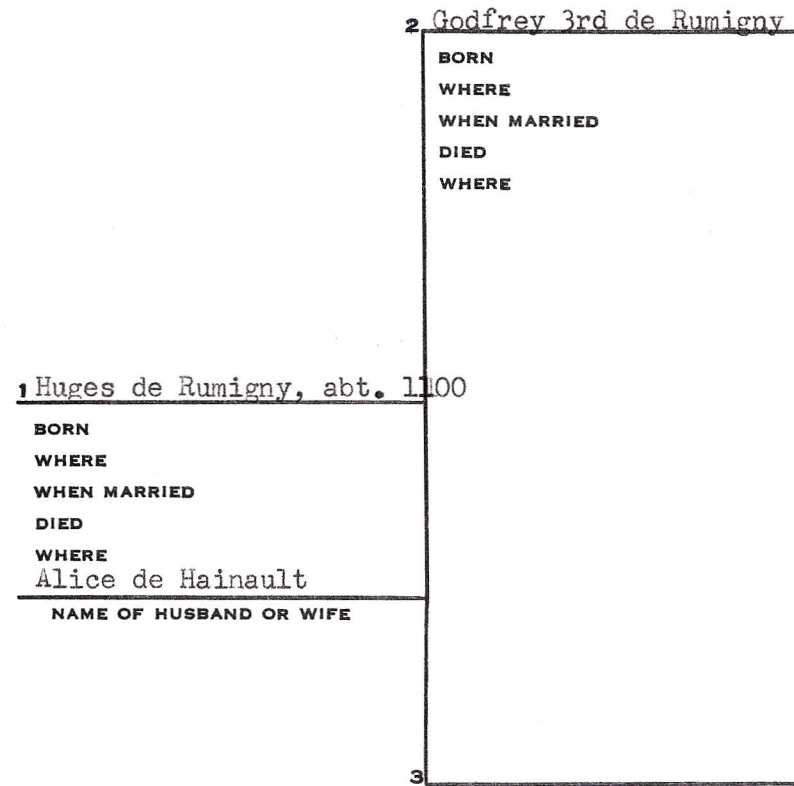 2 Godfrey 3rd de Rumigny
BORN
WHERE
WHEN MARRIED
DIED
WHERE
1 Huges de Rumigny, abt. 1100
BORN
WHERE
WHEN MARRIED
DIED
WHERE
Alice de Hainault
NAME OF HUSBAND OR WIFE
3